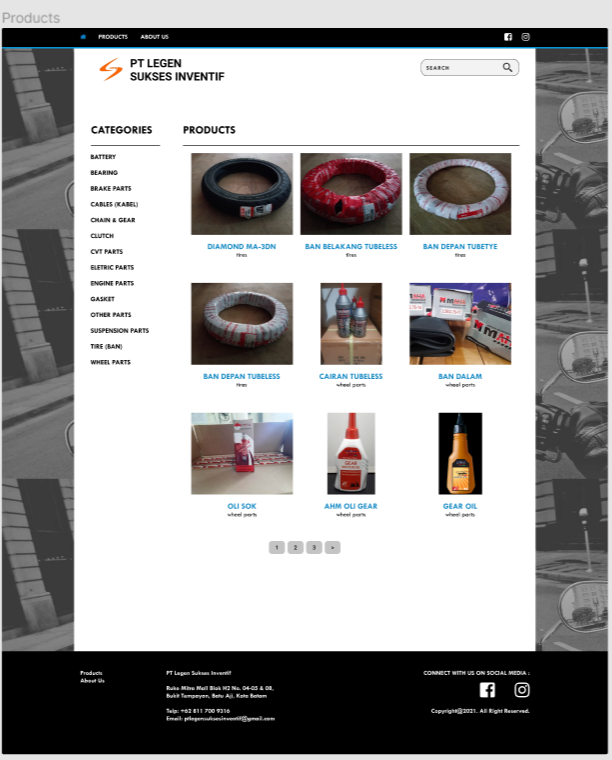 Products
PRODUCTS
ABOUT US
PT LEGEN
SUKSES INVENTIF
SEARCH
CATEGORIES
BATTERY
BEARING
BRAKE PARTS
CABLES (KABEL)
CHAIN & GEAR
CLUTCH
CVT PARTS
ELETRIC PARTS
ENGINE PARTS
GASKET
OTHER PARTS
SUSPENSION PARTS
TIRE (BAN)
WHEEL PARTS
PRODUCTS
DIAMOND MA-3DN
tires
BAN BELAKANG TUBELESS
tires
BAN DEPAN TUBETYE
tires
BAN DEPAN TUBELESS
tires
CAIRAN TUBELESS
wheel parts
BAN DALAM
wheel parts
OLI SOK
wheel parts
GEAR
AHM OLI GEAR
wheel parts
GEAR OIL
wheel parts
1 2 3 »
Products
About Us
PT Legen Sukses Inventif
Ruko Mitra Mall Blok H2 No. 04-05 & 08,
Bukit Tempayan, Batu Aji, Kota Batam
Telp: +62 811 700 9316
Email: ptlegensuksesinventif@gmail.com
CONNECT WITH US ON SOCIAL MEDIA :
Copyright@2021. All Right Reserved.